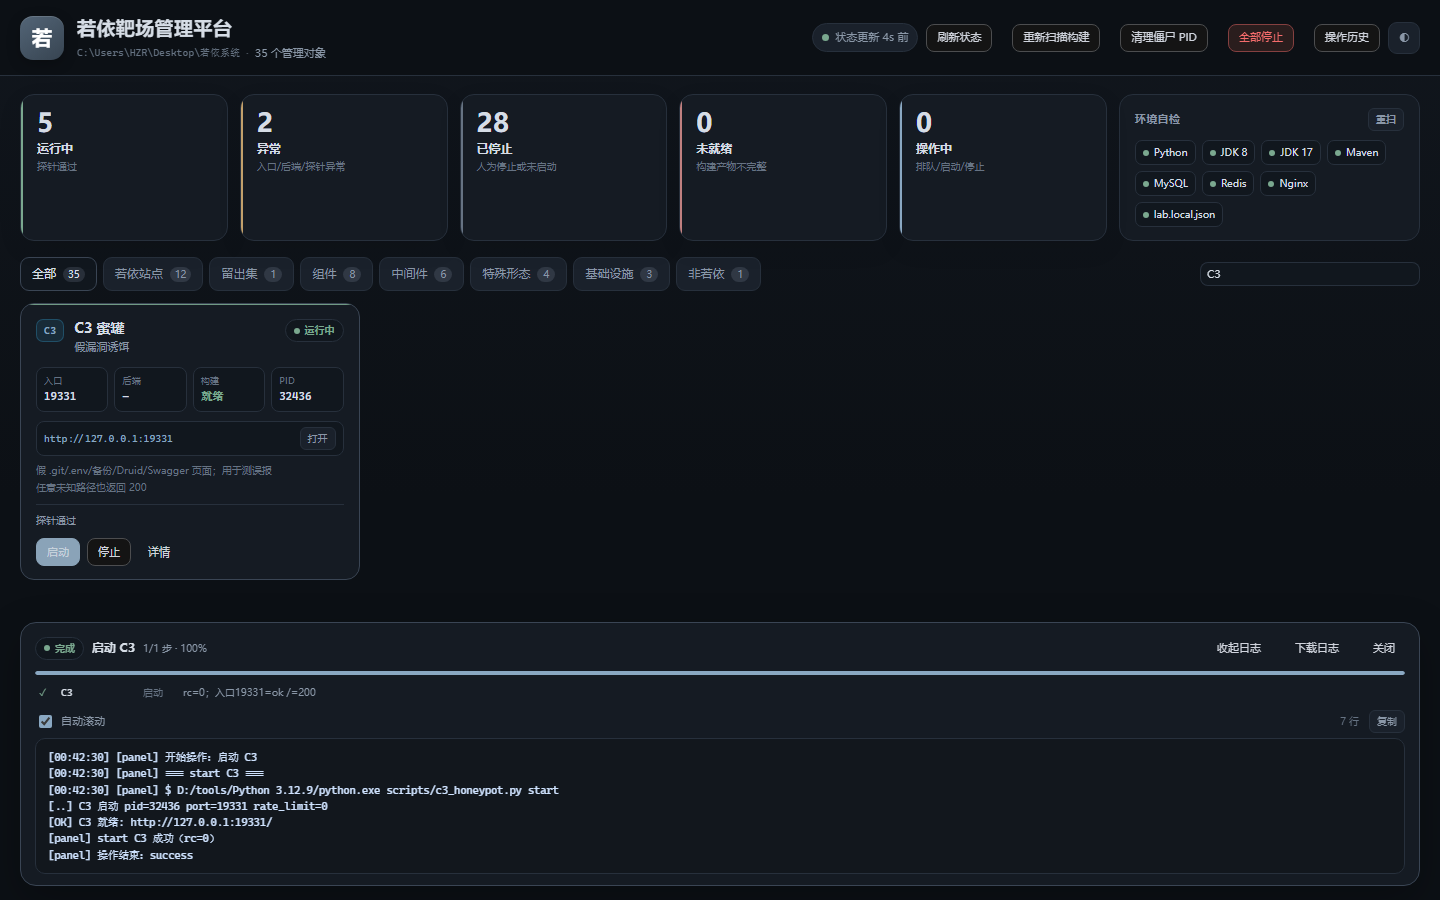 若
若依靶场管理平台
C:\Users\HZR\Desktop\若依系统 · 35 个管理对象
状态更新 4s 前
刷新状态
重新扫描构建
清理僵尸 PID
全部停止
操作历史
5
运行中
探针通过
2
异常
入口/后端/探针异常
28
已停止
人为停止或未启动
0
未就绪
构建产物不完整
0
操作中
排队/启动/停止
环境自检
重扫
Python
JDK 8
JDK 17
Maven
MySQL
Redis
Nginx
lab.local.json
全部 35
若依站点 12
留出集 1
组件 8
中间件 6
特殊形态 4
基础设施 3
非若依 1
C3
C3
C3 蜜罐
假漏洞诱饵
运行中
入口
19331
后端
—
构建
就绪
PID
32436
http://127.0.0.1:19331
打开
假 .git/.env/备份/Druid/Swagger 页面；用于测误报
任意未知路径也返回 200
探针通过
启动
停止
详情
完成
启动 C3
1/1 步 · 100%
收起日志
下载日志
关闭
✓ C3 启动 rc=0；入口19331=ok /=200
自动滚动
7 行
复制
[00:42:30] [panel] 开始操作：启动 C3
[00:42:30] [panel] === start C3 ===
[00:42:30] [panel] $ D:/tools/Python 3.12.9/python.exe scripts/c3_honeypot.py start
[..] C3 启动 pid=32436 port=19331 rate_limit=0
[OK] C3 就绪: http://127.0.0.1:19331/
[panel] start C3 成功（rc=0）
[panel] 操作结束：success